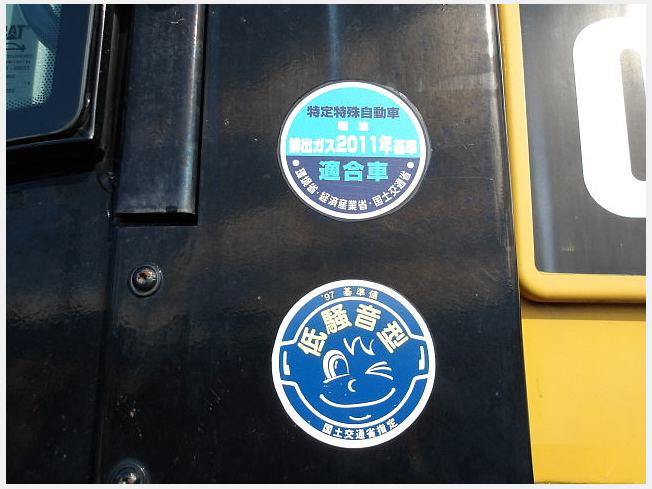 特定特殊自動車
排出ガス2011年基準
適合車
環境省・経済産業省・国土交通省
'97 基準値
低騒音型
国土交通省指定